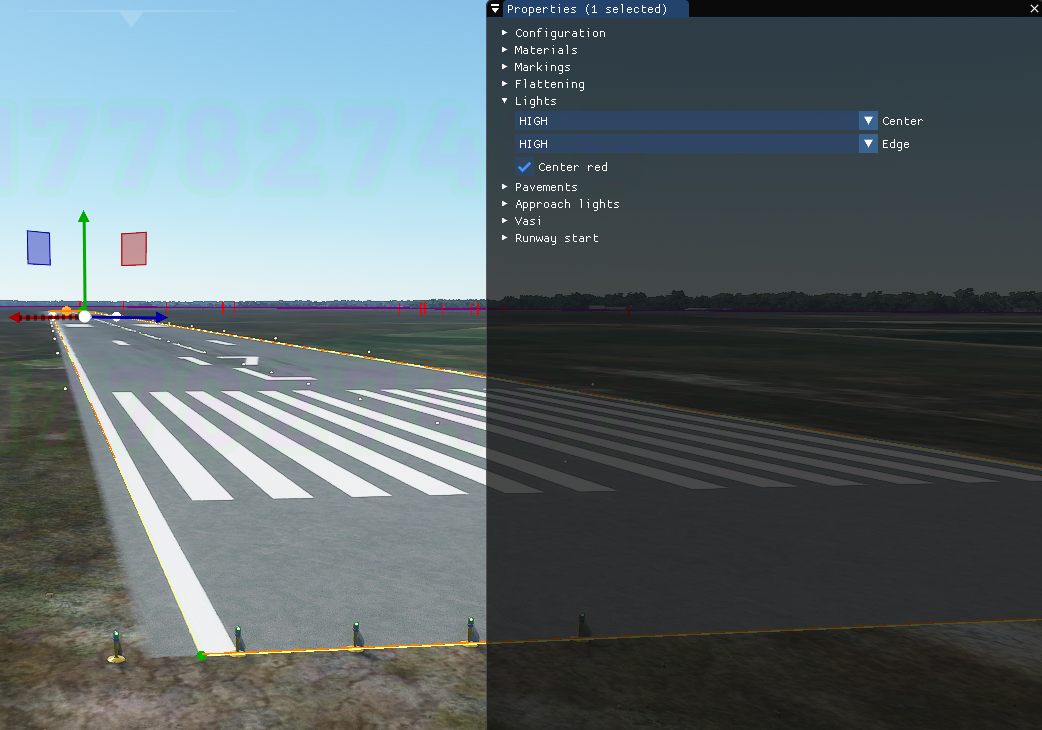 Properties (1 selected)
Configuration
Materials
Markings
Flattening
Lights
HIGH Center
HIGH Edge
Center red
Pavements
Approach lights
Vasi
Runway start